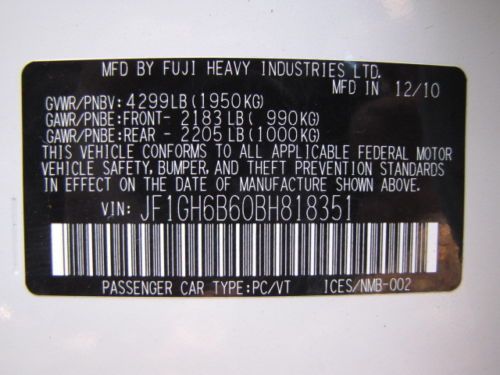 MFD BY FUJI HEAVY INDUSTRIES LTD.
MFD IN 12/10
GVWR/PNBV: 4299LB (1950KG)
GAWR/PNBE:FRONT- 2183LB ( 990KG)
GAWR/PNBE:REAR - 2205LB (1000KG)
THIS VEHICLE CONFORMS TO ALL APPLICABLE FEDERAL MOTOR
VEHICLE SAFETY, BUMPER, AND THEFT PREVENTION STANDARDS
IN EFFECT ON THE DATE OF MANUFACTURE SHOWN ABOVE.
VIN: JF1GH6B60BH818351
PASSENGER CAR TYPE:PC/VT ICES/NMB-002